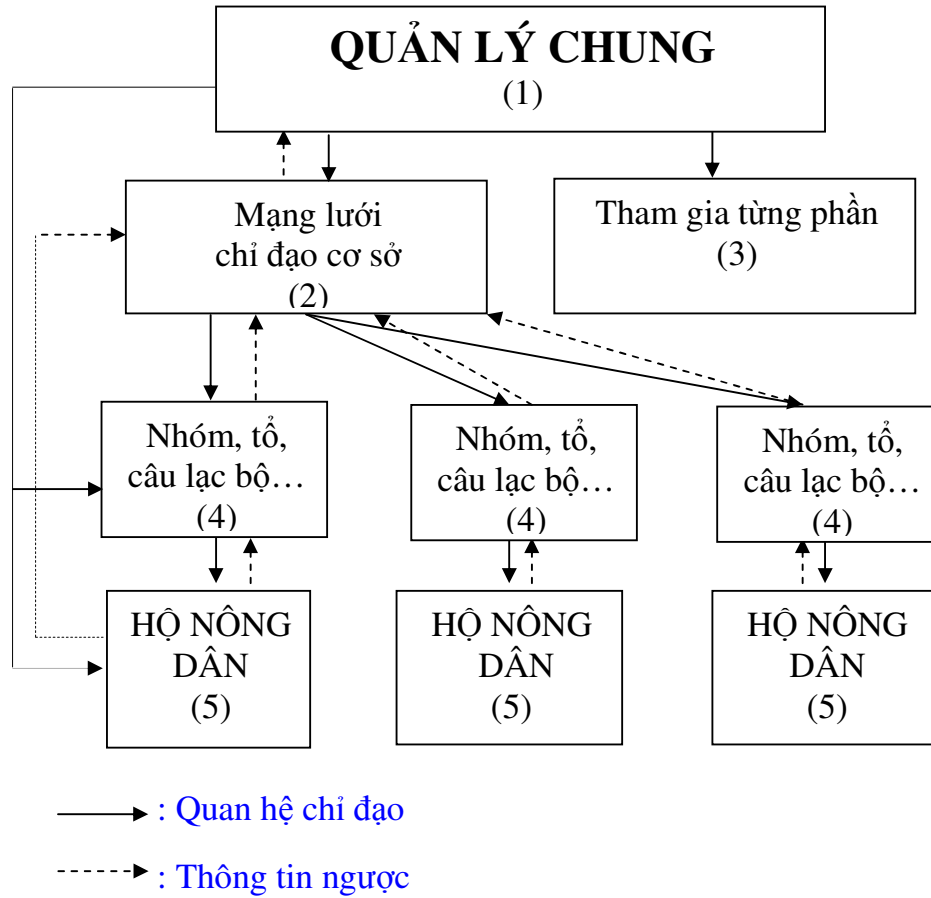 QUẢN LÝ CHUNG
(1)
Mạng lưới
chỉ đạo cơ sở
(2)
Tham gia từng phần
(3)
Nhóm, tổ,
câu lạc bộ…
(4)
Nhóm, tổ,
câu lạc bộ…
(4)
Nhóm, tổ,
câu lạc bộ…
(4)
HỘ NÔNG
DÂN
(5)
HỘ NÔNG
DÂN
(5)
HỘ NÔNG
DÂN
(5)
: Quan hệ chỉ đạo
: Thông tin ngược